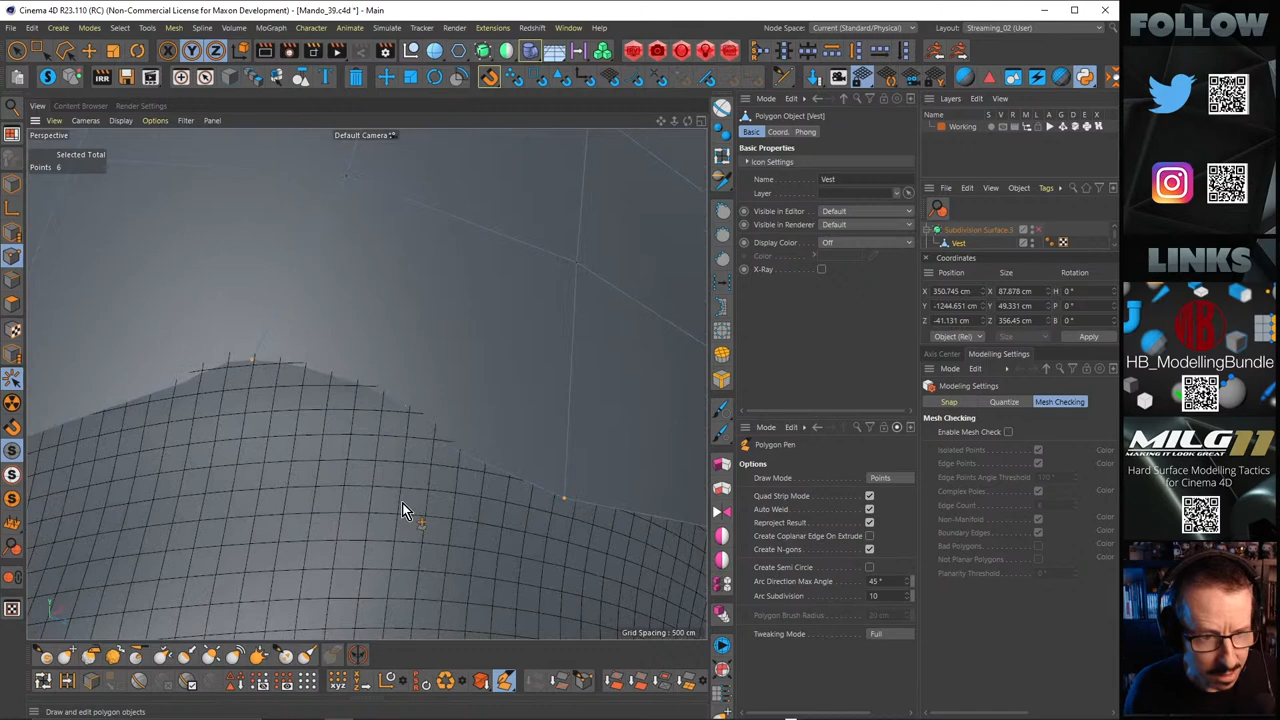 Cinema 4D R23.110 (RC) (Non-Commercial License for Maxon Development) - [Mando_39.c4d *] - Main
File Edit Create Modes Select Tools Mesh Spline Volume MoGraph Character Animate Simulate Tracker Render Extensions Redshift Window Help
Node Space: Current (Standard/Physical) Layout: Streaming_02 (User)
FOLLOW
View Content Browser Render Settings
View Cameras Display Options Filter Panel
Perspective
Default Camera
Selected Total
Points 6
Grid Spacing : 500 cm
Mode Edit
Polygon Object [Vest]
Basic Coord. Phong
Basic Properties
Icon Settings
Name Vest
Layer
Visible in Editor Default
Visible in Renderer Default
Display Color Off
Color
X-Ray
Mode Edit
Polygon Pen
Options
Draw Mode Points
Quad Strip Mode
Auto Weld
Reproject Result
Create Coplanar Edge On Extrude
Create N-gons
Create Semi Circle
Arc Direction Max Angle 45 °
Arc Subdivision 10
Polygon Brush Radius 20 cm
Tweaking Mode Full
Layers Edit View
Name S V R M L A G D E X
Working
File Edit View Object Tags
Subdivision Surface.3
Vest
Coordinates
Position Size Rotation
X 350.745 cm X 87.878 cm H 0 °
Y -1244.651 cm Y 49.331 cm P 0 °
Z -41.131 cm Z 356.45 cm B 0 °
Object (Rel) Size Apply
Axis Center Modeling Settings
Mode Edit
Modeling Settings
Snap Quantize Mesh Checking
Mesh Checking
Enable Mesh Check
Isolated Points Color
Edge Points Color
Edge Points Angle Threshold 170 °
Complex Poles Color
Edge Count 6
Non-Manifold Color
Boundary Edges Color
Bad Polygons Color
Not Planar Polygons Color
Planarity Threshold 0 °
LINKS
HB
HB_ModellingBundle
MILG11
MAKING IT LOOK GREAT
Hard Surface Modelling Tactics
for Cinema 4D
IRR
xyz
Draw and edit polygon objects